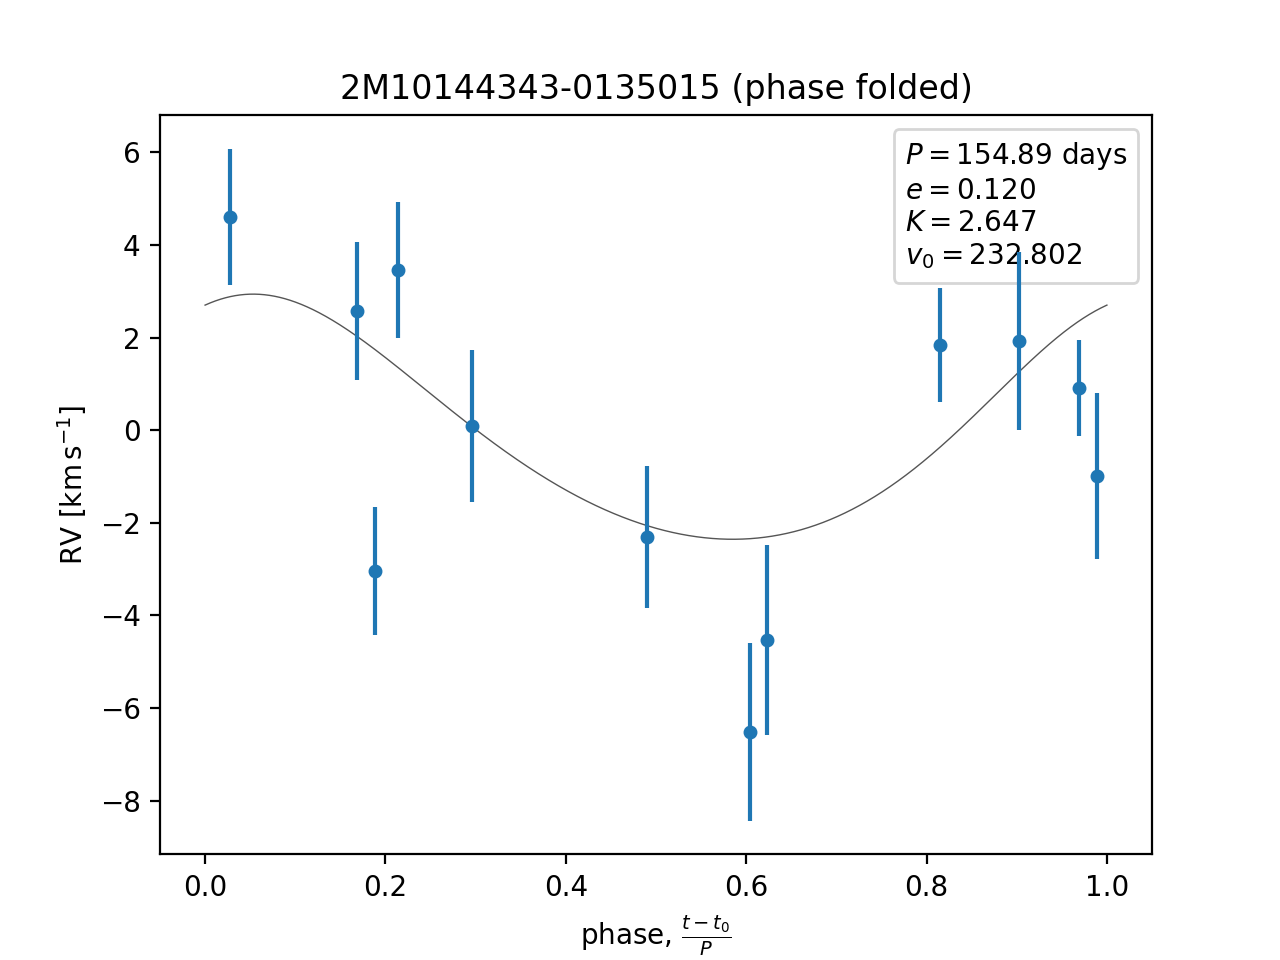 2M10144343-0135015 (phase folded)
P = 154.89 days
e = 0.120
K = 2.647
v₀ = 232.802
RV [km s⁻¹]
6
4
2
0
−2
−4
−6
−8
0.0 0.2 0.4 0.6 0.8 1.0
phase, (t − t₀)/P